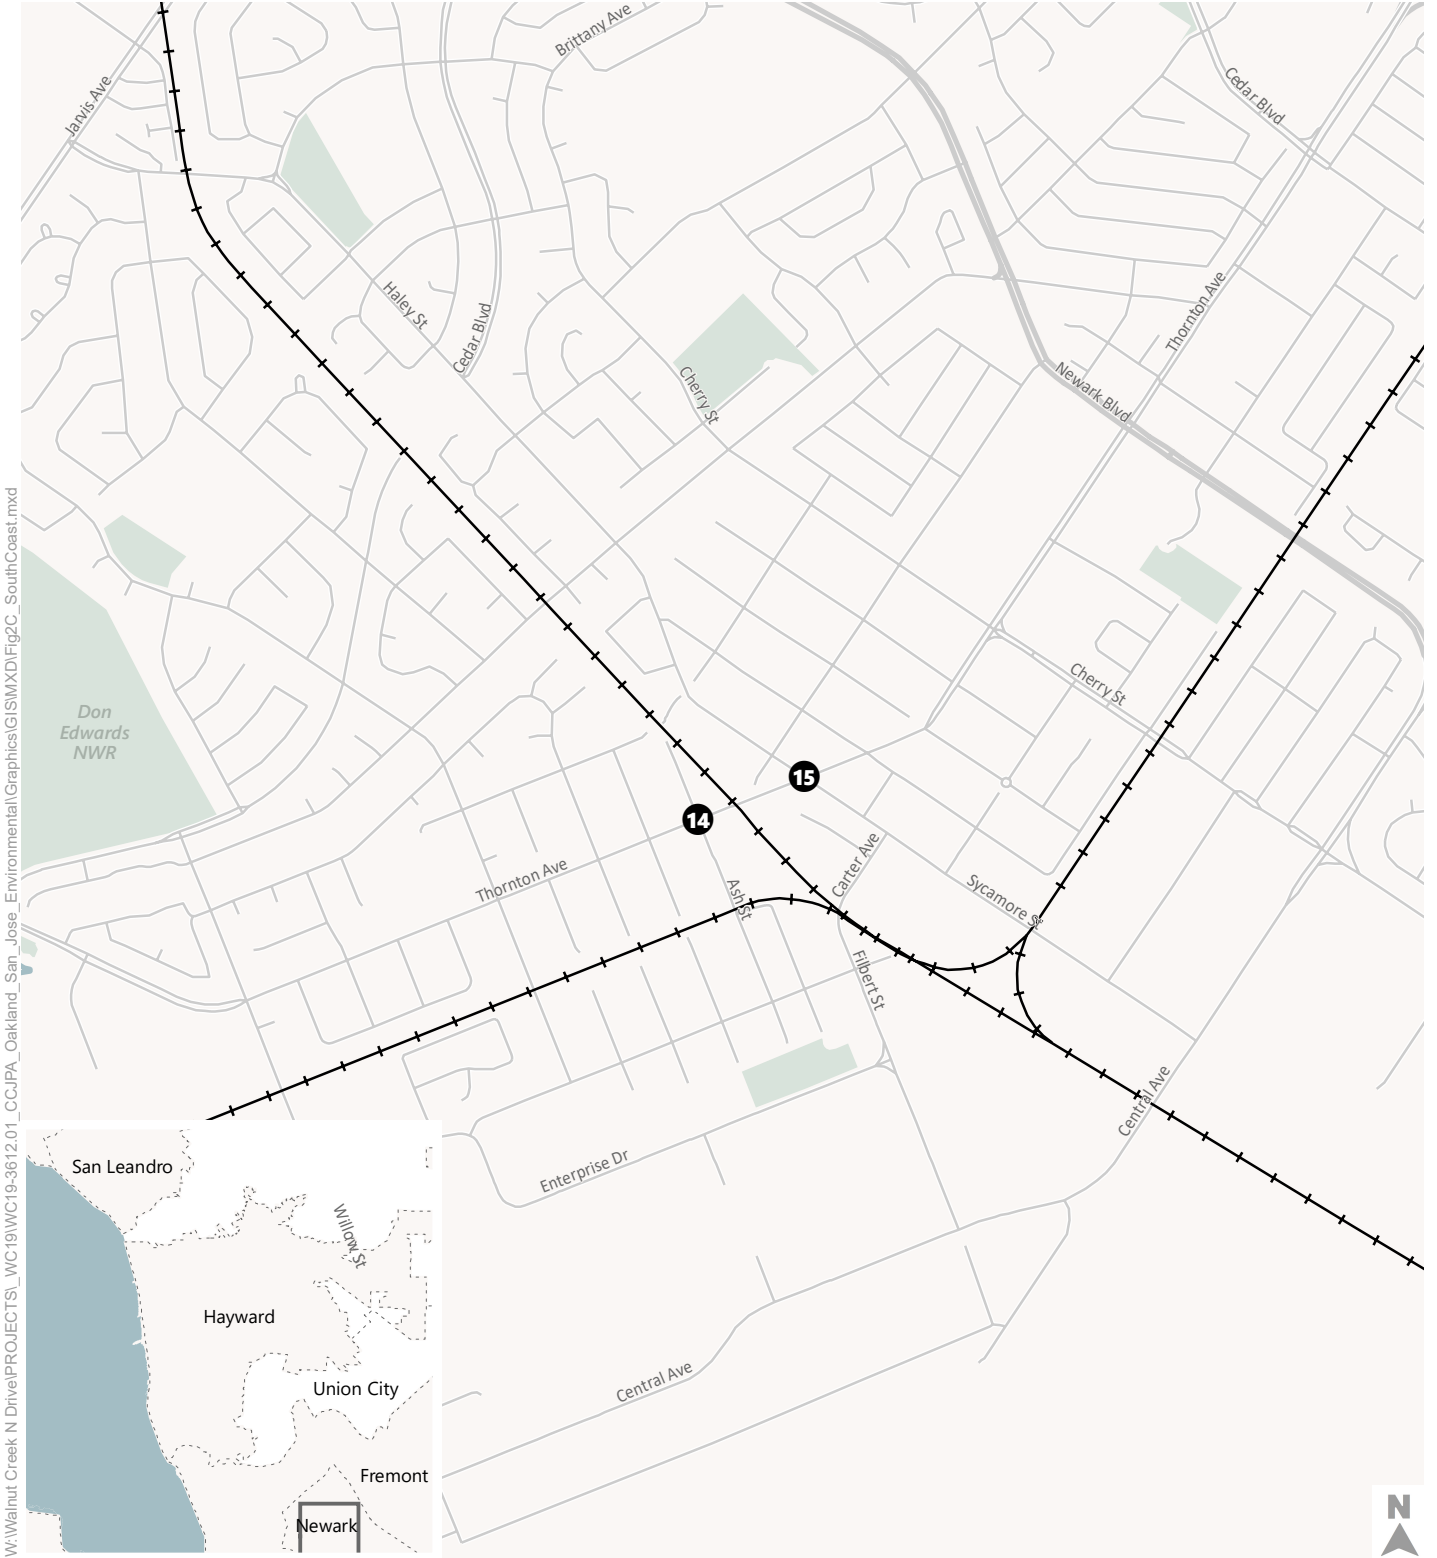 Brittany Ave
Jarvis Ave
Cedar Blvd
Thornton Ave
Haley St
Cedar Blvd
Cherry St
Newark Blvd
Cherry St
Don
Edwards
NWR
15
14
Thornton Ave
Carter Ave
Ash St
Sycamore St
Filbert St
Central Ave
Enterprise Dr
Central Ave
San Leandro
Willow St
Hayward
Union City
Fremont
Newark
N
W:\Walnut Creek N Drive\PROJECTS\_WC19\WC19-3612.01_CCJPA_Oakland_San_Jose_Environmental\Graphics\GIS\MXD\Fig2C_SouthCoast.mxd